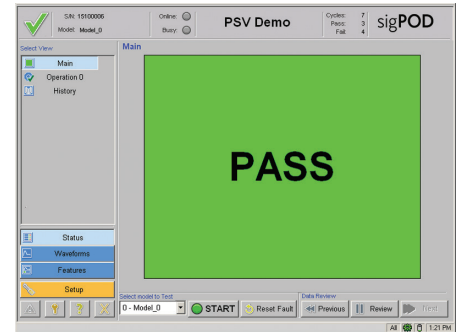 S/N: 15100006
Model: Model_0
Online:
Busy:
PSV Demo
Cycles: 7
Pass: 3
Fail: 4
sigPOD
Select View
Main
Operation 0
History
Main
PASS
Status
Waveforms
Features
Setup
Select model to Test
0 - Model_0
START
Reset Fault
Data Review
Previous
Review
Next
All
1:21 PM